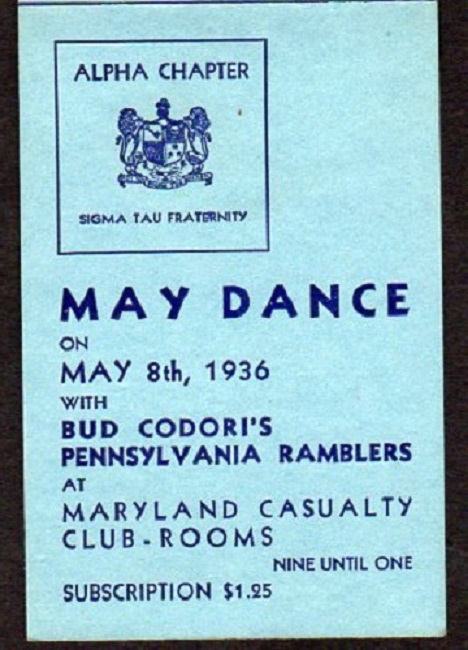 ALPHA CHAPTER
SIGMA TAU FRATERNITY
MAY DANCE
ON
MAY 8th, 1936
WITH
BUD CODORI'S
PENNSYLVANIA RAMBLERS
AT
MARYLAND CASUALTY
CLUB-ROOMS
NINE UNTIL ONE
SUBSCRIPTION $1.25